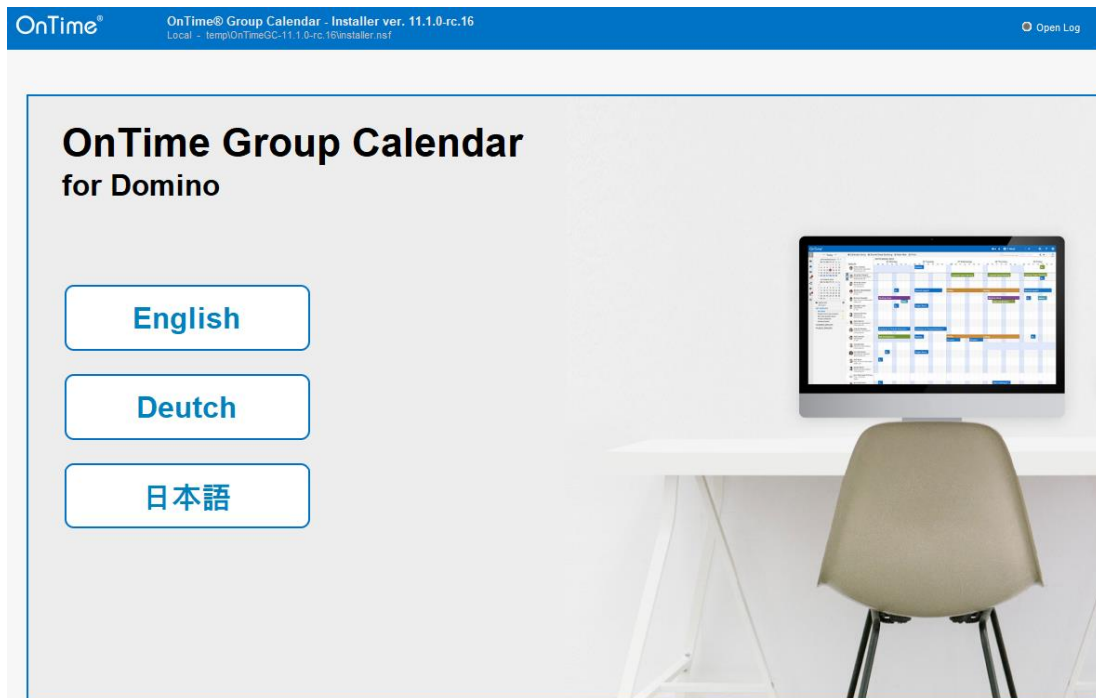 OnTime®
OnTime® Group Calendar - Installer ver. 11.1.0-rc.16
Local - temp\OnTimeGC-11.1.0-rc.16\installer.nsf
Open Log
OnTime Group Calendar
for Domino
English
Deutch
日本語